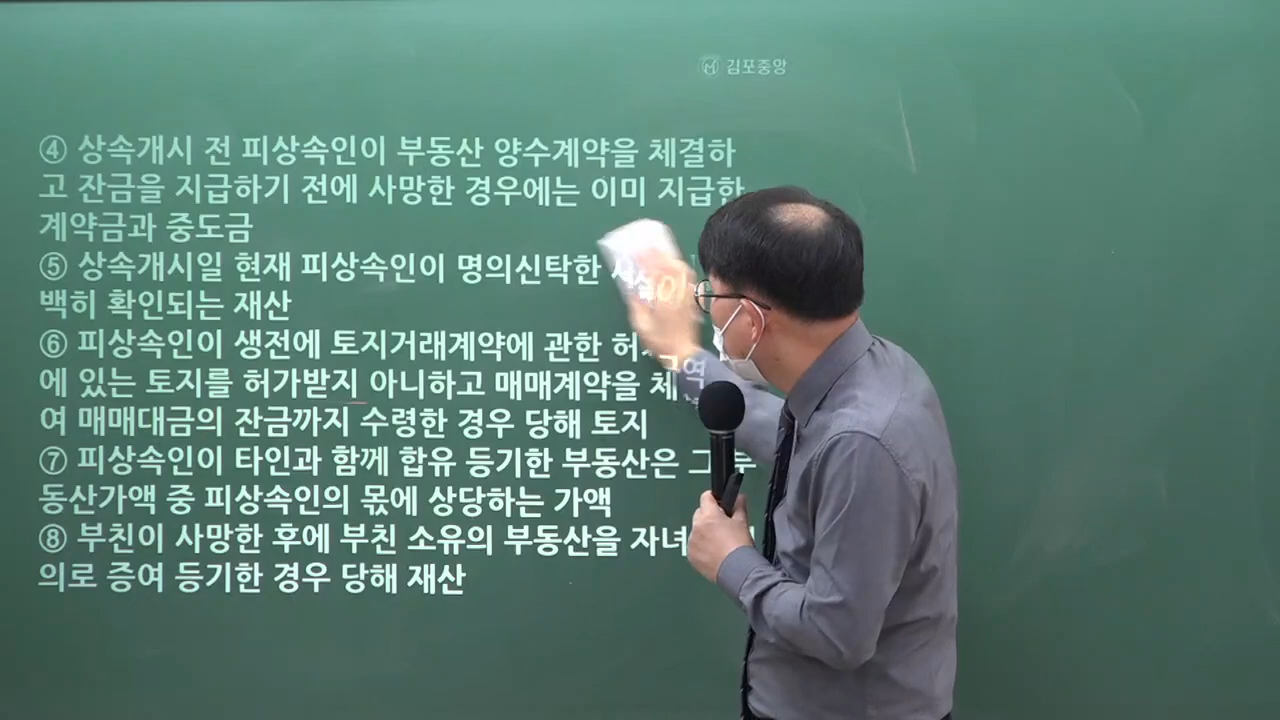 김포중앙
④ 상속개시 전 피상속인이 부동산 양수계약을 체결하
고 잔금을 지급하기 전에 사망한 경우에는 이미 지급한
계약금과 중도금
⑤ 상속개시일 현재 피상속인이 명의신탁한 사실이
백히 확인되는 재산
⑥ 피상속인이 생전에 토지거래계약에 관한 허가구역
에 있는 토지를 허가받지 아니하고 매매계약을 체
여 매매대금의 잔금까지 수령한 경우 당해 토지
⑦ 피상속인이 타인과 함께 합유 등기한 부동산은 그 부
동산가액 중 피상속인의 몫에 상당하는 가액
⑧ 부친이 사망한 후에 부친 소유의 부동산을 자녀
의로 증여 등기한 경우 당해 재산